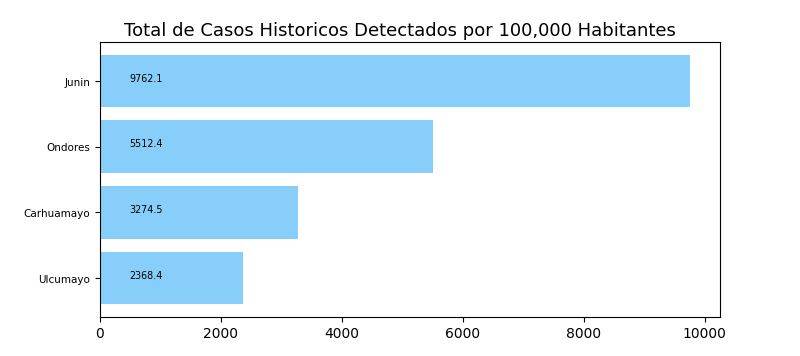 Total de Casos Historicos Detectados por 100,000 Habitantes
Junin 9762.1
Ondores 5512.4
Carhuamayo 3274.5
Ulcumayo 2368.4
0 2000 4000 6000 8000 10000